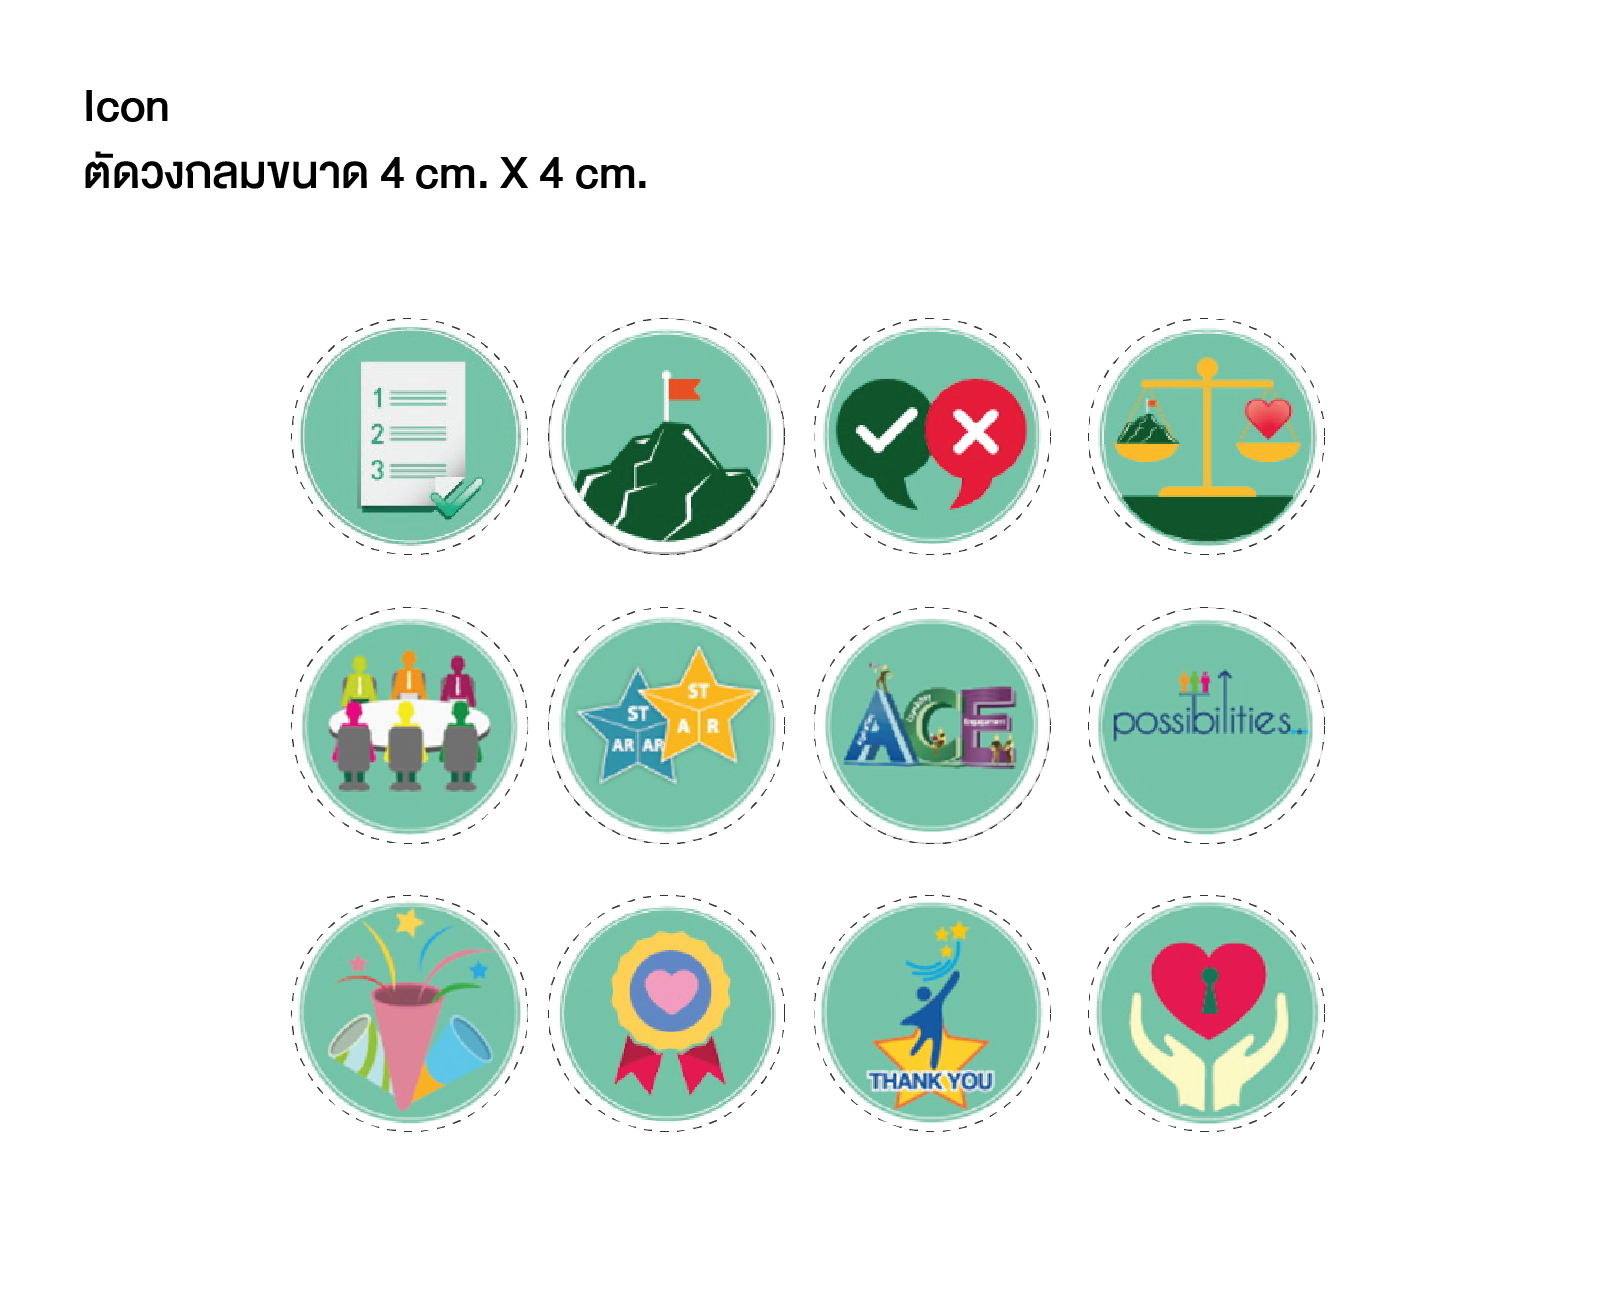 Icon
ตัดวงกลมขนาด 4 cm. X 4 cm.
1
2
3
ST
AR
AR
ST
A
R
ACE
Engagement
possibilities...
THANK YOU